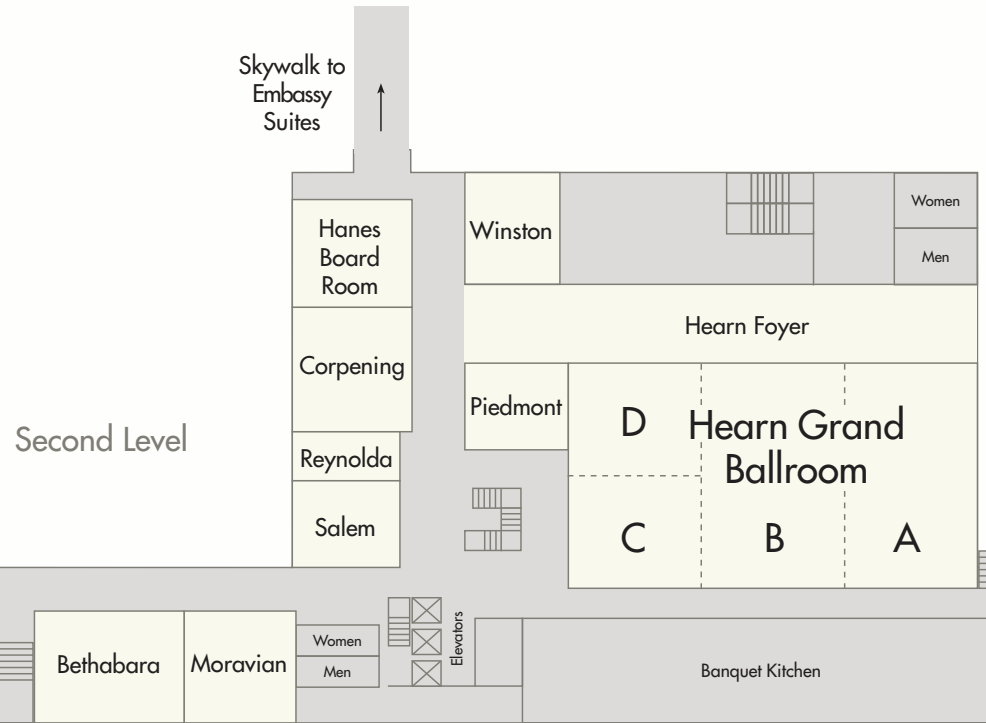 Skywalk to
Embassy
Suites
Women
Hanes
Board
Room
Winston
Men
Hearn Foyer
Corpening
Piedmont
D
Hearn Grand
Ballroom
Second Level
Reynolda
Salem
C
B
A
Elevators
Women
Bethabara
Moravian
Men
Banquet Kitchen